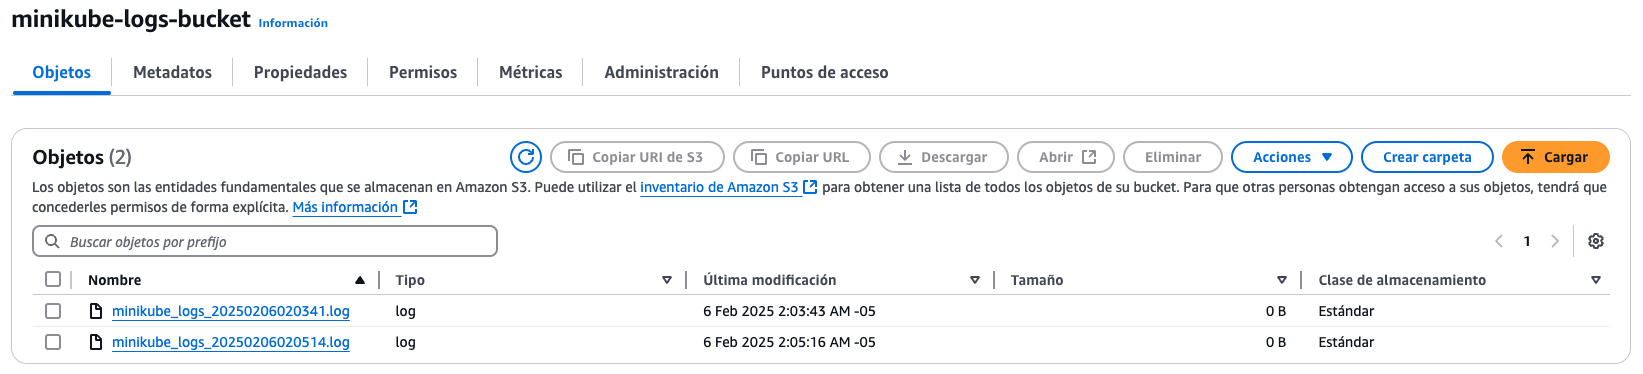 minikube-logs-bucket Información
Objetos Metadatos Propiedades Permisos Métricas Administración Puntos de acceso
Objetos (2) Copiar URI de S3 Copiar URL Descargar Abrir Eliminar Acciones Crear carpeta Cargar
Los objetos son las entidades fundamentales que se almacenan en Amazon S3. Puede utilizar el inventario de Amazon S3 para obtener una lista de todos los objetos de su bucket. Para que otras personas obtengan acceso a sus objetos, tendrá que
concederles permisos de forma explícita. Más información
Buscar objetos por prefijo 1
Nombre Tipo Última modificación Tamaño Clase de almacenamiento
minikube_logs_20250206020341.log log 6 Feb 2025 2:03:43 AM -05 0 B Estándar
minikube_logs_20250206020514.log log 6 Feb 2025 2:05:16 AM -05 0 B Estándar